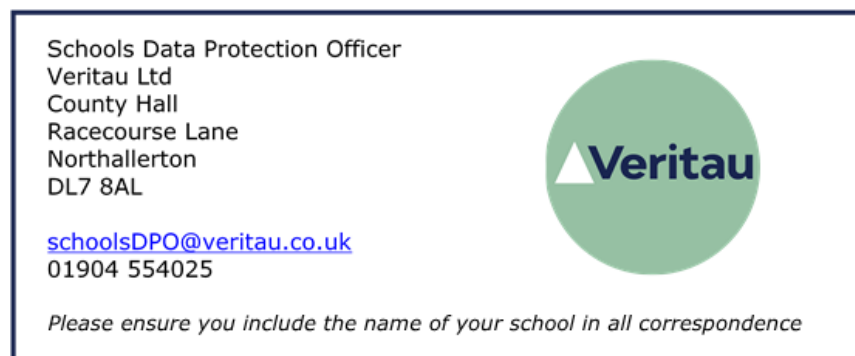 Schools Data Protection Officer
Veritau Ltd
County Hall
Racecourse Lane
Northallerton
DL7 8AL
Veritau
schoolsDPO@veritau.co.uk
01904 554025
Please ensure you include the name of your school in all correspondence